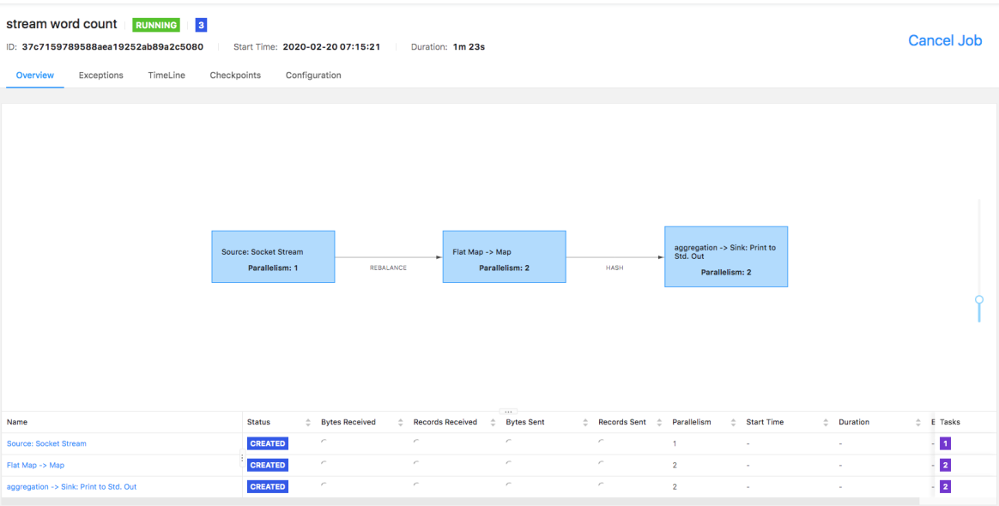 stream word count RUNNING 3
ID: 37c7159789588aea19252ab89a2c5080 Start Time: 2020-02-20 07:15:21 Duration: 1m 23s
Cancel Job
Overview Exceptions TimeLine Checkpoints Configuration
Source: Socket Stream
Parallelism: 1
REBALANCE
Flat Map -> Map
Parallelism: 2
HASH
aggregation -> Sink: Print to
Std. Out
Parallelism: 2
Name Status Bytes Received Records Received Bytes Sent Records Sent Parallelism Start Time Duration E Tasks
Source: Socket Stream CREATED 1 - - - 1
Flat Map -> Map CREATED 2 - - - 2
aggregation -> Sink: Print to Std. Out CREATED 2 - - - 2